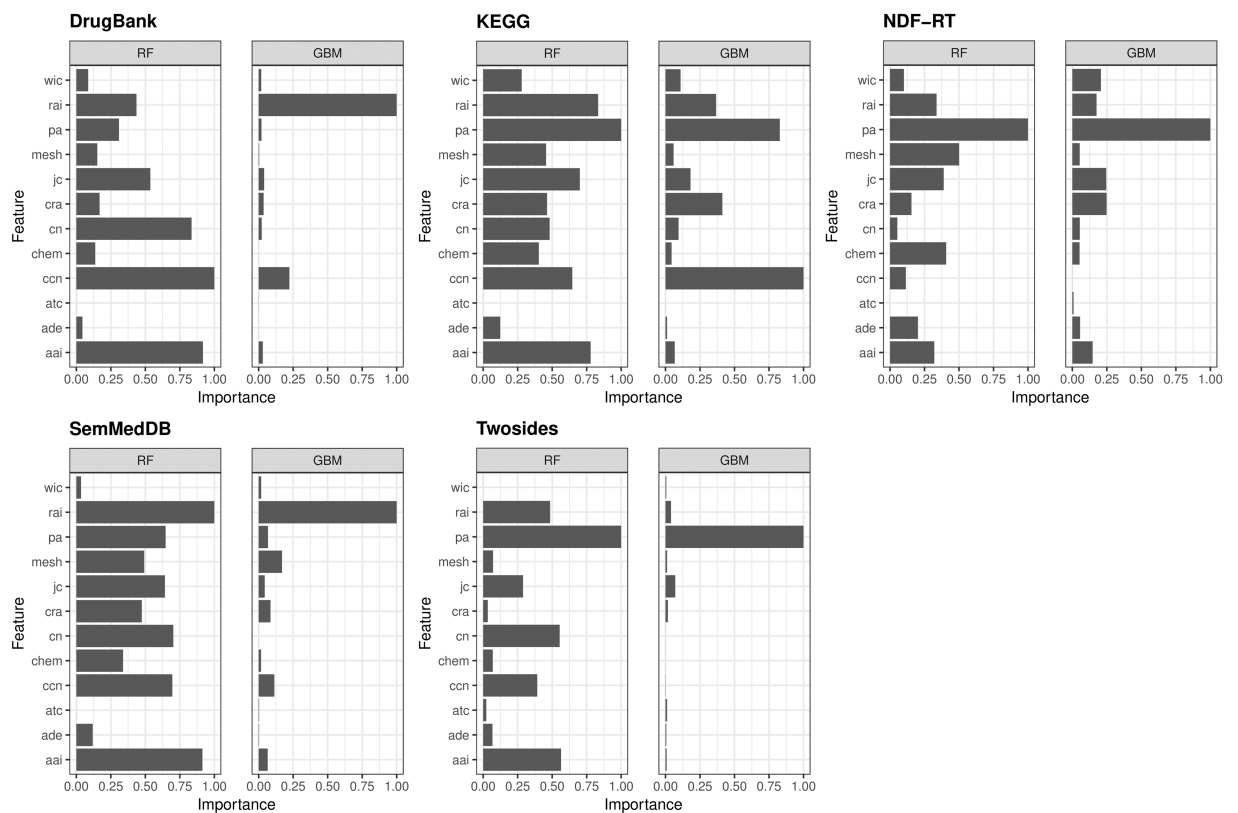 DrugBank
RF
GBM
wic
rai
pa
mesh
jc
cra
cn
chem
ccn
atc
ade
aai
Feature
0.00 0.25 0.50 0.75 1.00
0.00 0.25 0.50 0.75 1.00
Importance
KEGG
RF
GBM
wic
rai
pa
mesh
jc
cra
cn
chem
ccn
atc
ade
aai
Feature
0.00 0.25 0.50 0.75 1.00
0.00 0.25 0.50 0.75 1.00
Importance
NDF−RT
RF
GBM
wic
rai
pa
mesh
jc
cra
cn
chem
ccn
atc
ade
aai
Feature
0.00 0.25 0.50 0.75 1.00
0.00 0.25 0.50 0.75 1.00
Importance
SemMedDB
RF
GBM
wic
rai
pa
mesh
jc
cra
cn
chem
ccn
atc
ade
aai
Feature
0.00 0.25 0.50 0.75 1.00
0.00 0.25 0.50 0.75 1.00
Importance
Twosides
RF
GBM
wic
rai
pa
mesh
jc
cra
cn
chem
ccn
atc
ade
aai
Feature
0.00 0.25 0.50 0.75 1.00
0.00 0.25 0.50 0.75 1.00
Importance